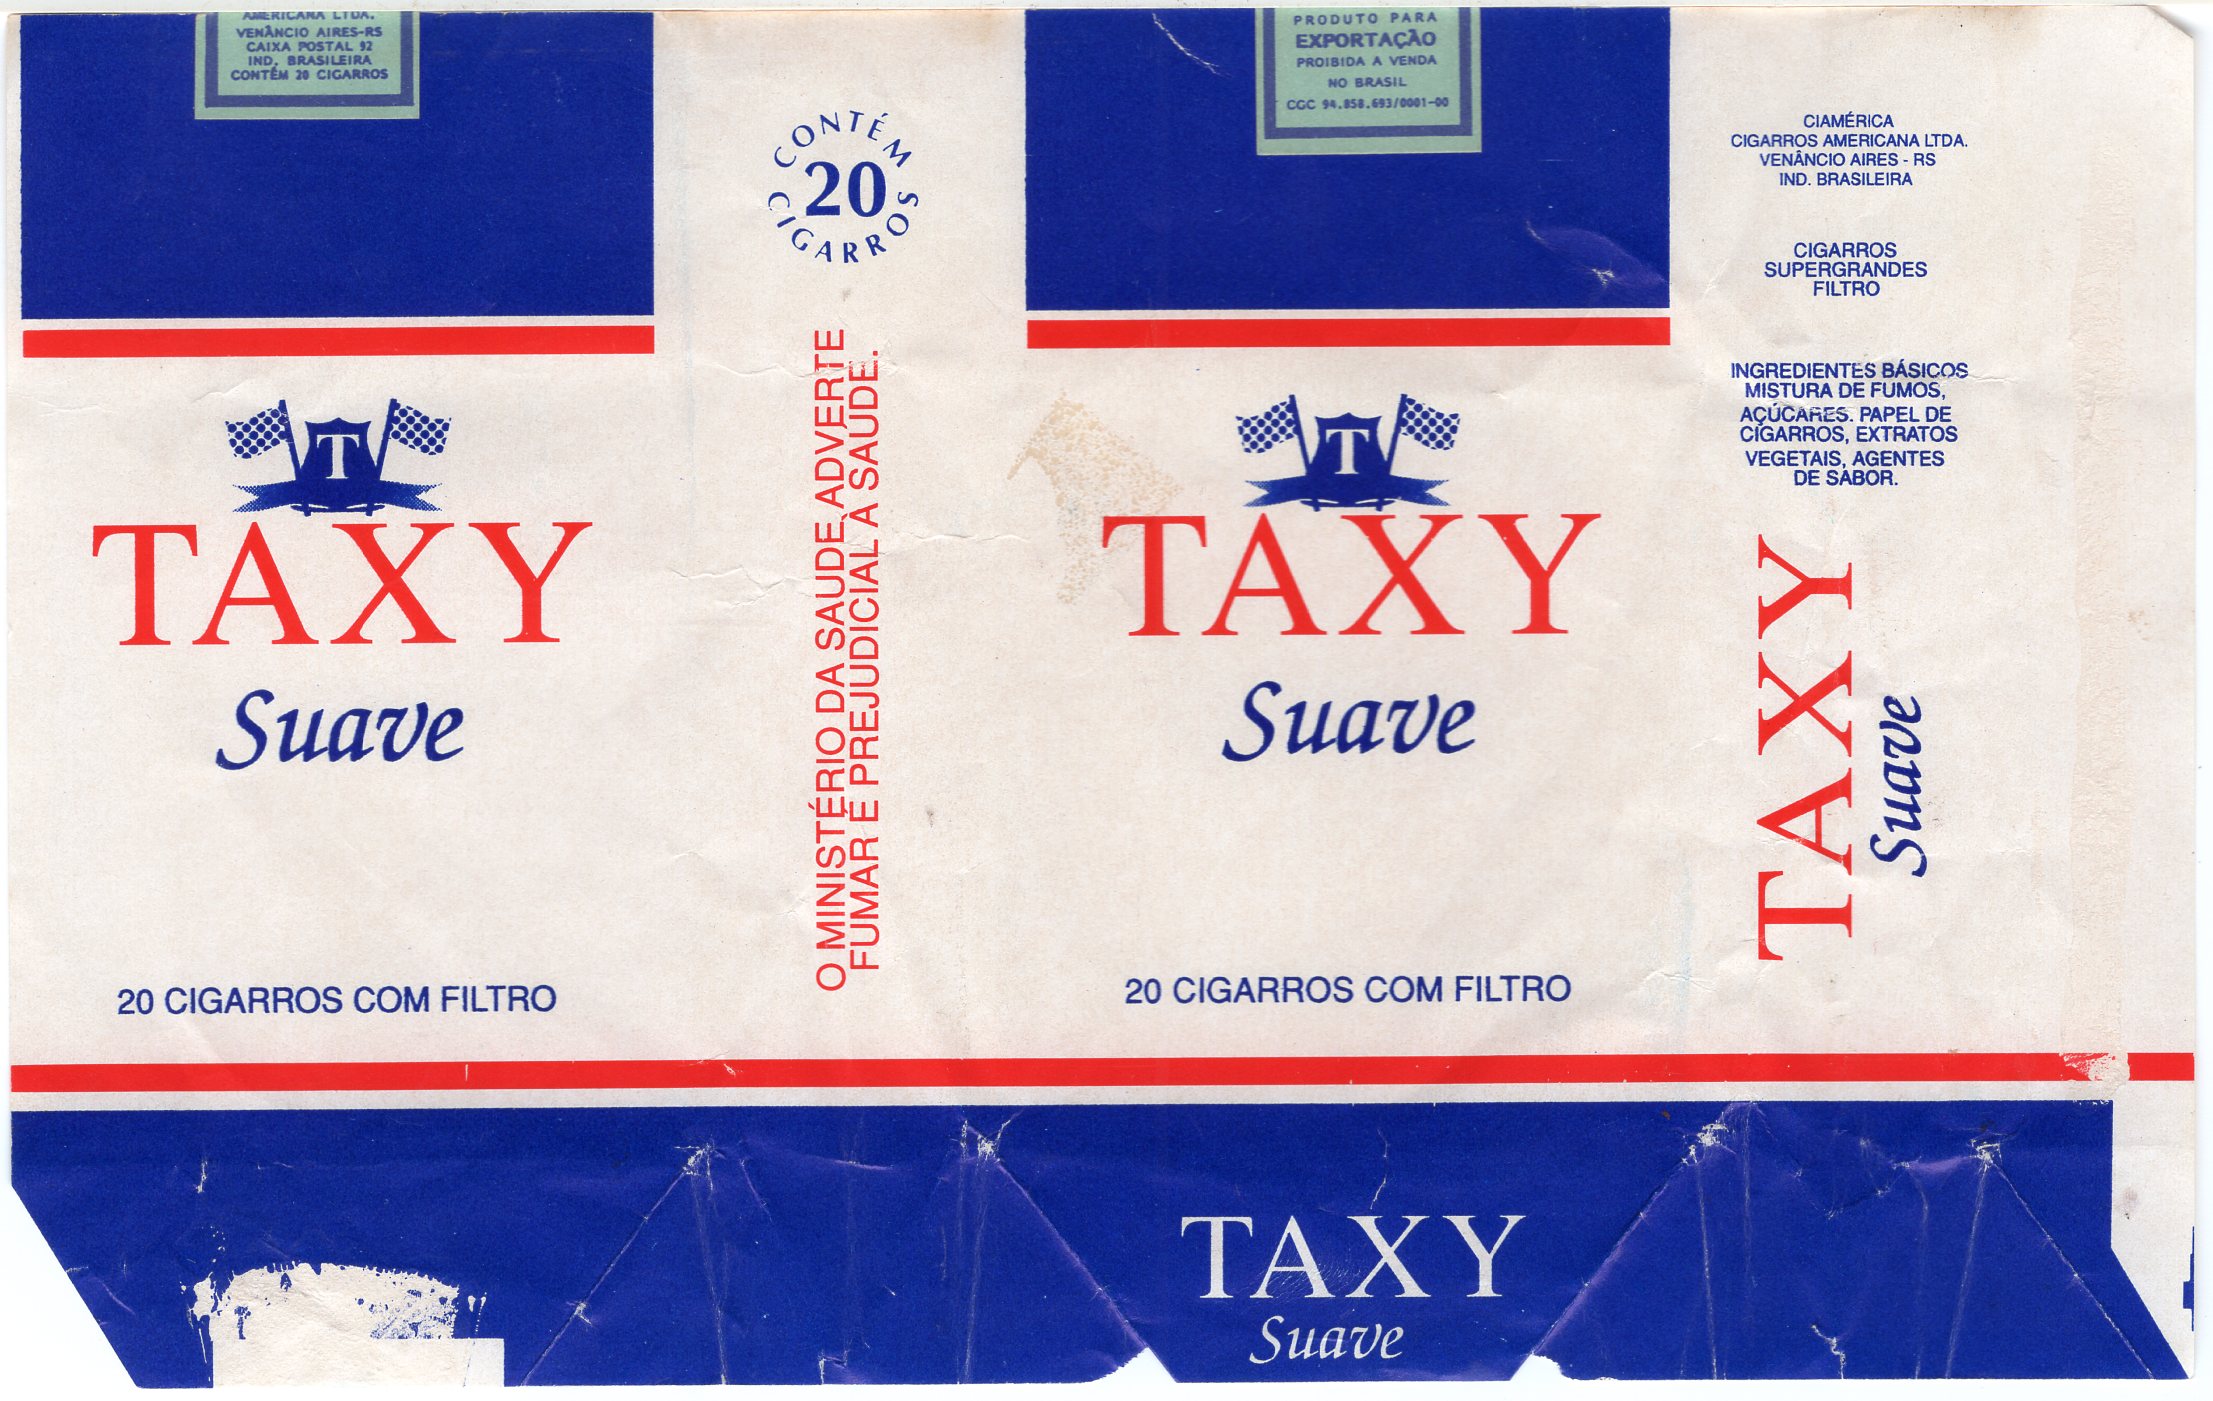 AMERICANA LTDA.
VENÂNCIO AIRES-RS
CAIXA POSTAL 92
IND. BRASILEIRA
CONTÉM 20 CIGARROS
T
TAXY
Suave
20 CIGARROS COM FILTRO
CONTÉM
20
CIGARROS
O MINISTÉRIO DA SAÚDE ADVERTE
FUMAR É PREJUDICIAL À SAÚDE.
PRODUTO PARA
EXPORTAÇÃO
PROIBIDA A VENDA
NO BRASIL
CGC 94.858.693/0001-00
T
TAXY
Suave
20 CIGARROS COM FILTRO
CIAMÉRICA
CIGARROS AMERICANA LTDA.
VENÂNCIO AIRES - RS
IND. BRASILEIRA
CIGARROS
SUPERGRANDES
FILTRO
INGREDIENTES BÁSICOS
MISTURA DE FUMOS,
AÇÚCARES. PAPEL DE
CIGARROS, EXTRATOS
VEGETAIS, AGENTES
DE SABOR.
TAXY
Suave
TAXY
Suave